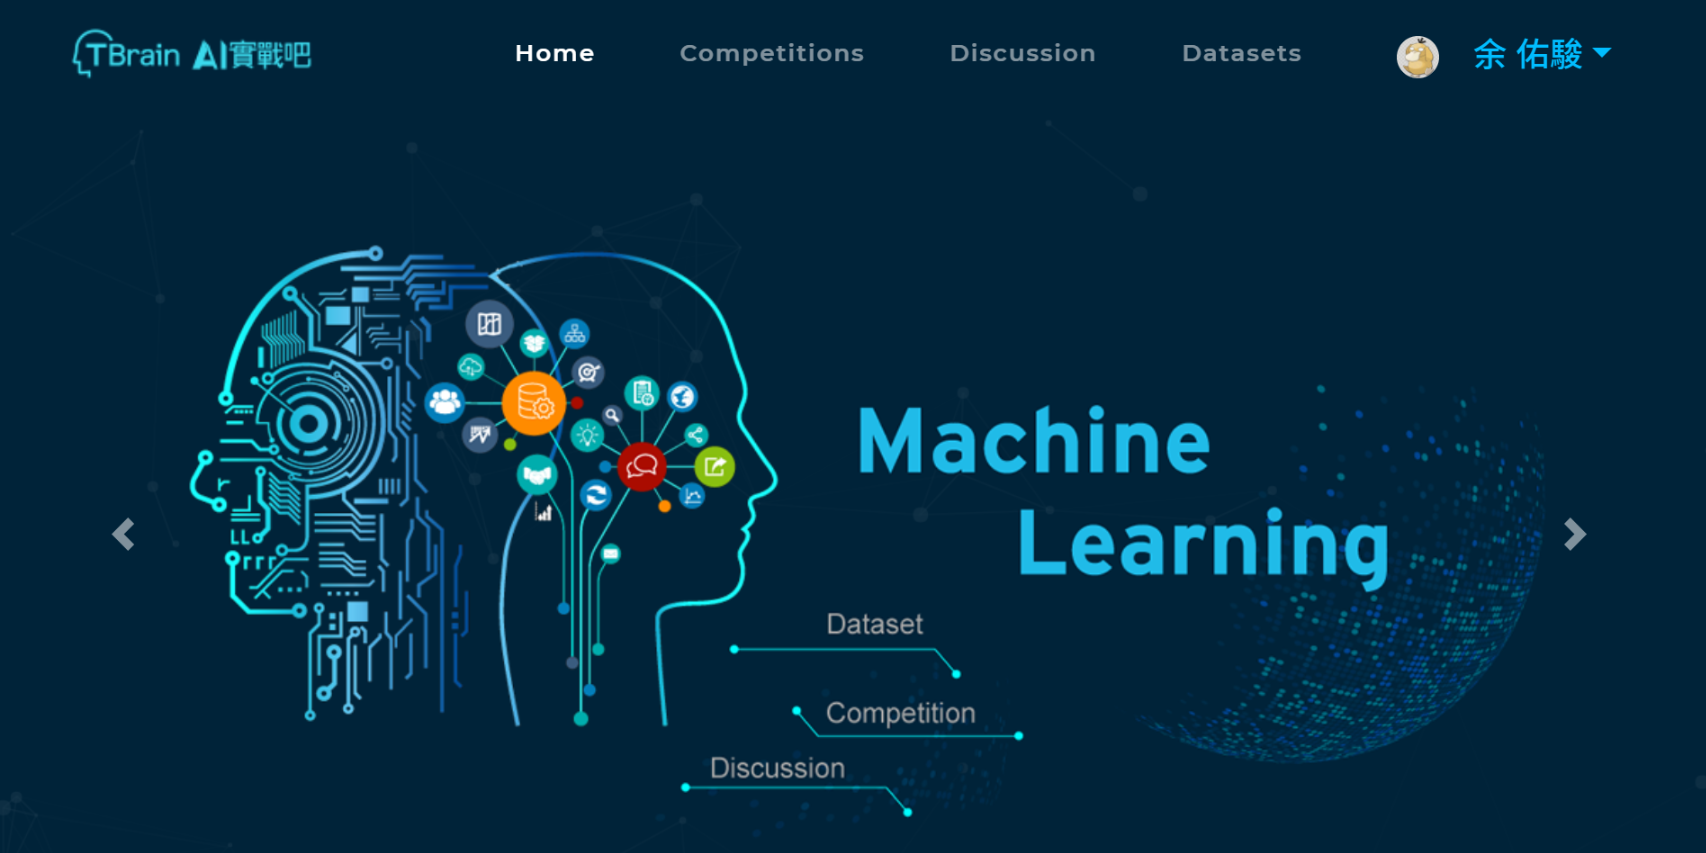 TBrain AI實戰吧
Home
Competitions
Discussion
Datasets
余 佑駿
Machine
Learning
Dataset
Competition
Discussion